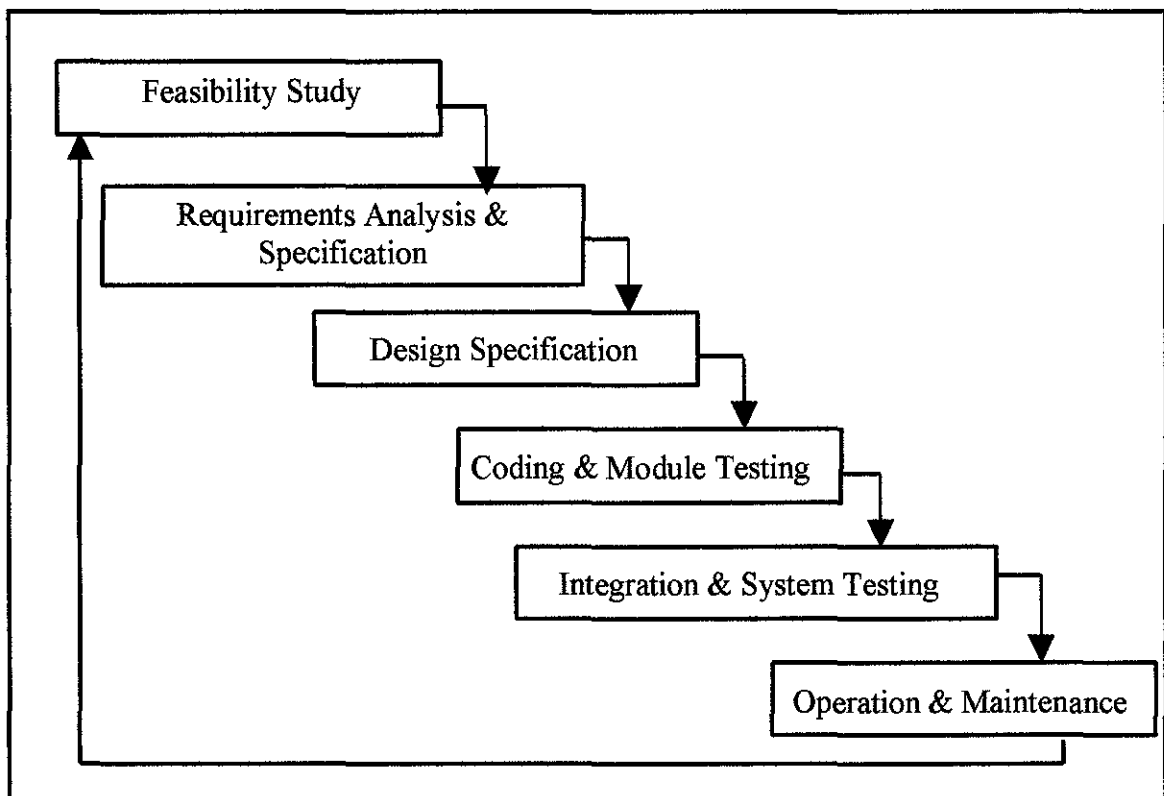 Feasibility Study
Requirements Analysis &
Specification
Design Specification
Coding & Module Testing
Integration & System Testing
Operation & Maintenance